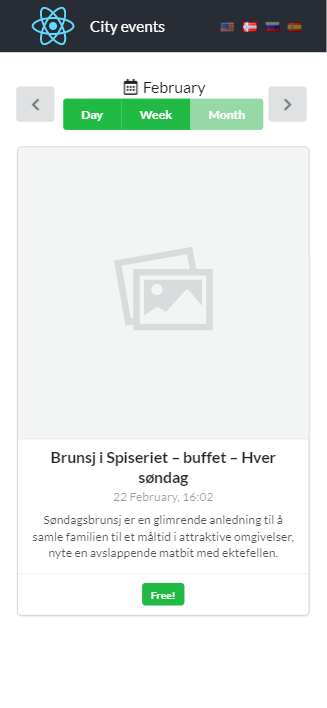 City events
February
Day Week Month
Brunsj i Spiseriet – buffet – Hver
søndag
22 February, 16:02
Søndagsbrunsj er en glimrende anledning til å
samle familien til et måltid i attraktive omgivelser,
nyte en avslappende matbit med ektefellen.
Free!